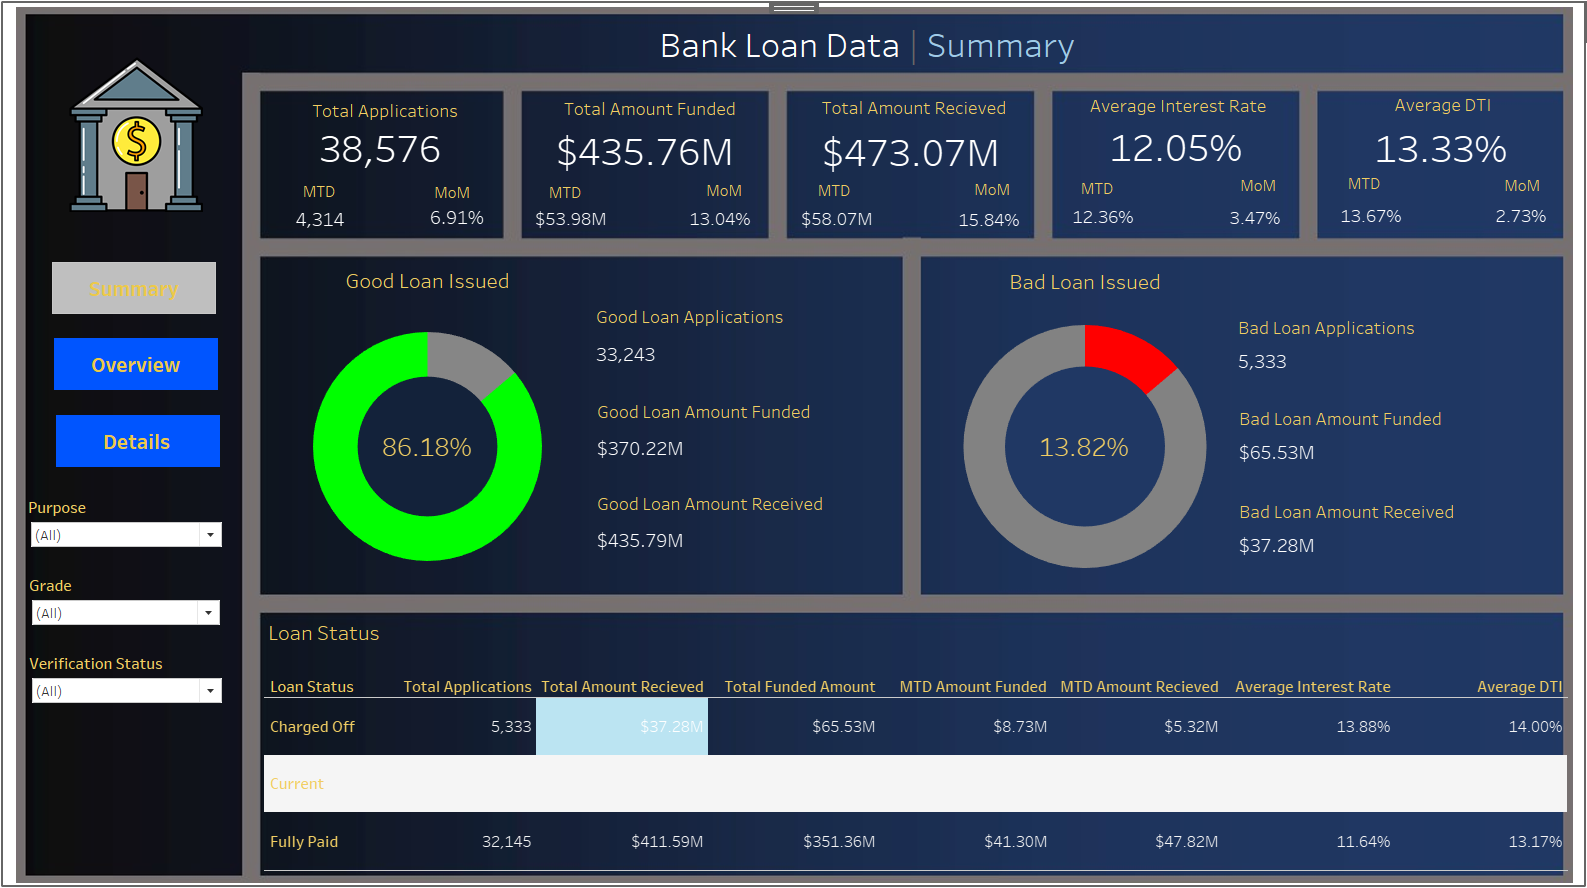 Bank Loan Data | Summary
Total Applications
38,576
MTD MoM
4,314 6.91%
Total Amount Funded
$435.76M
MTD MoM
$53.98M 13.04%
Total Amount Recieved
$473.07M
MTD MoM
$58.07M 15.84%
Average Interest Rate
12.05%
MTD MoM
12.36% 3.47%
Average DTI
13.33%
MTD MoM
13.67% 2.73%
$
Summary
Overview
Details
Purpose
(All)
Grade
(All)
Verification Status
(All)
Good Loan Issued
86.18%
Good Loan Applications
33,243
Good Loan Amount Funded
$370.22M
Good Loan Amount Received
$435.79M
Bad Loan Issued
13.82%
Bad Loan Applications
5,333
Bad Loan Amount Funded
$65.53M
Bad Loan Amount Received
$37.28M
Loan Status
Loan Status Total Applications Total Amount Recieved Total Funded Amount MTD Amount Funded MTD Amount Recieved Average Interest Rate Average DTI
Charged Off 5,333 $37.28M $65.53M $8.73M $5.32M 13.88% 14.00%
Current
Fully Paid 32,145 $411.59M $351.36M $41.30M $47.82M 11.64% 13.17%